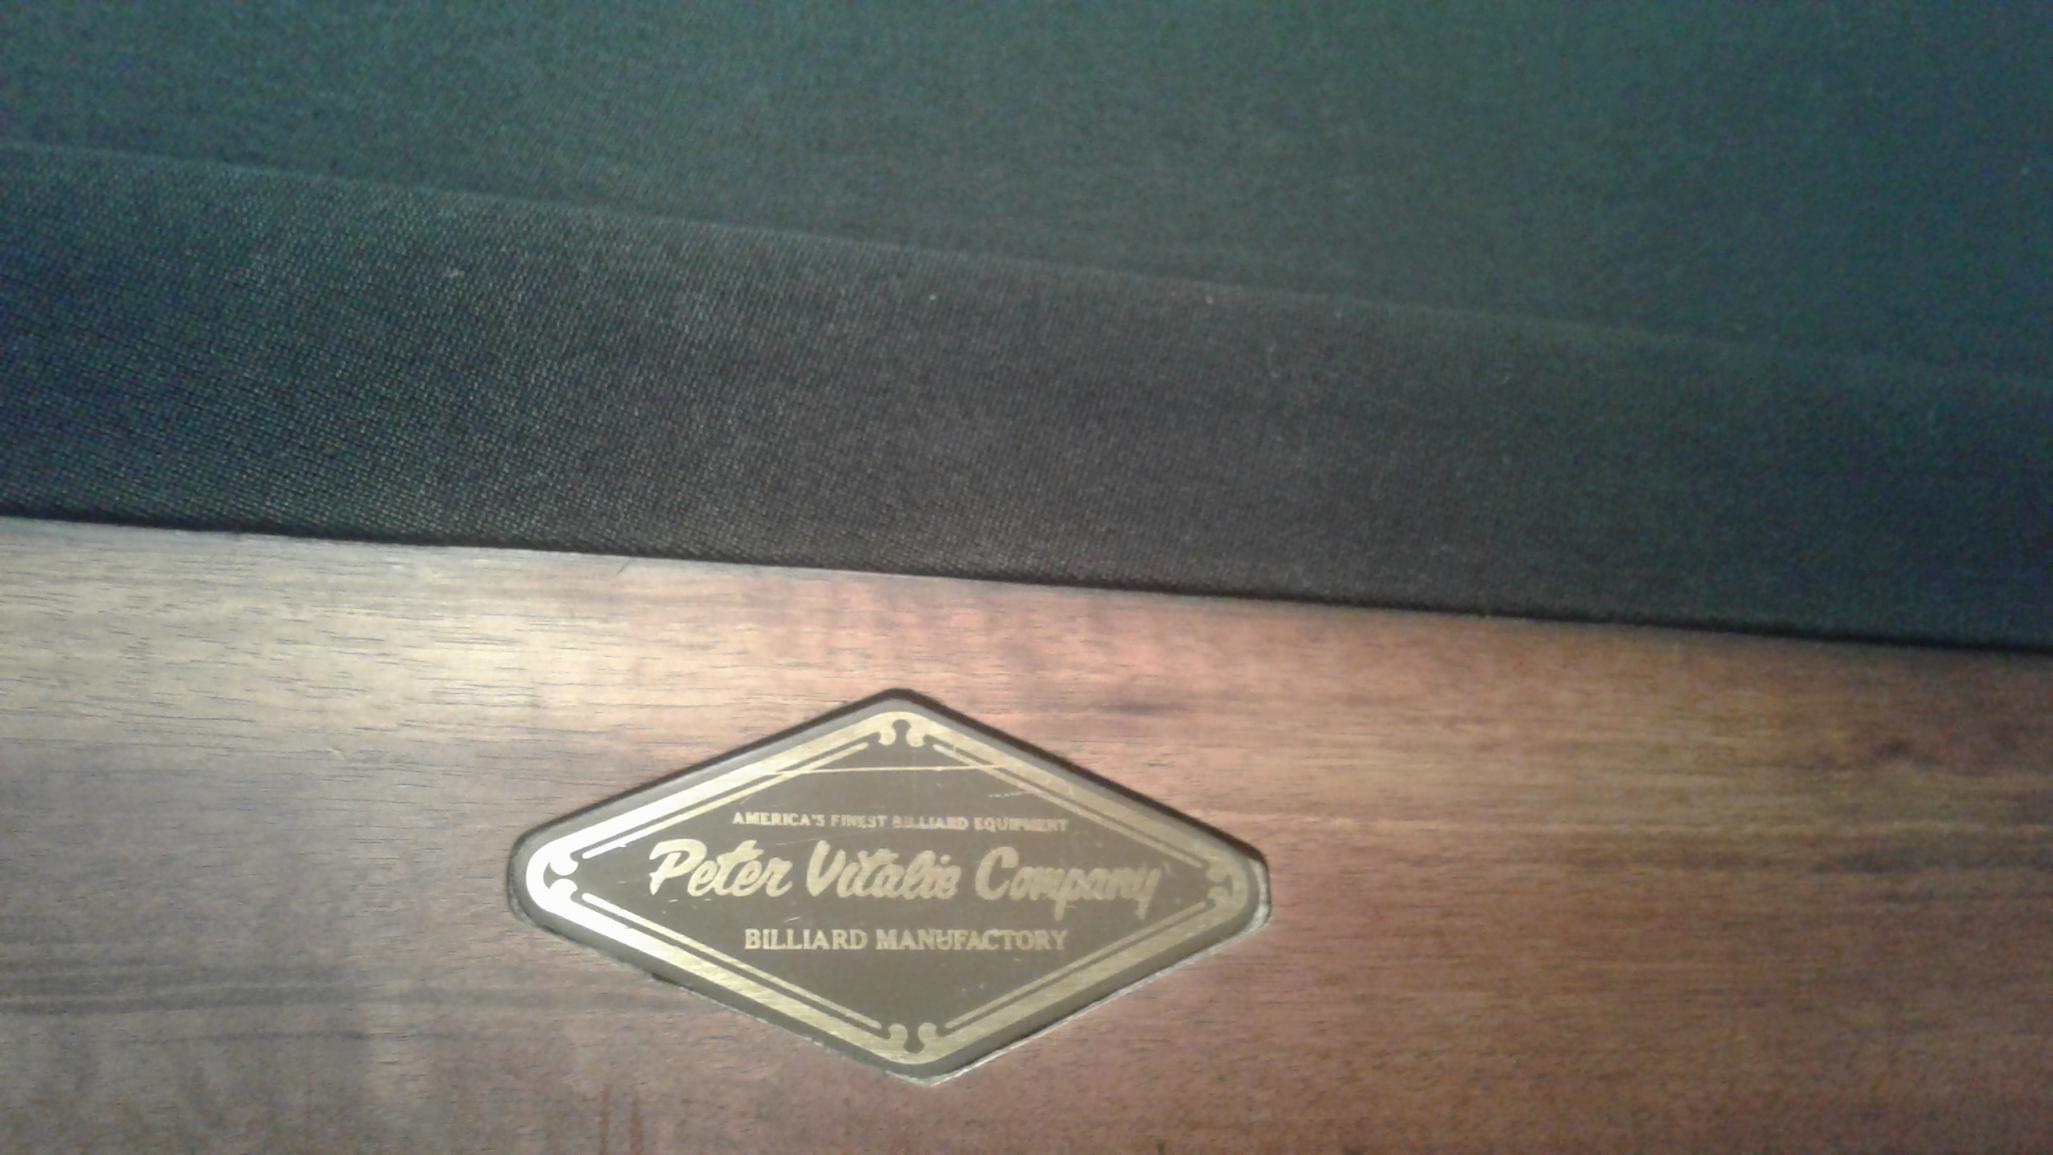 AMERICA'S FINEST BILLIARD EQUIPMENT
Peter Vitalie Company
BILLIARD MANUFACTORY